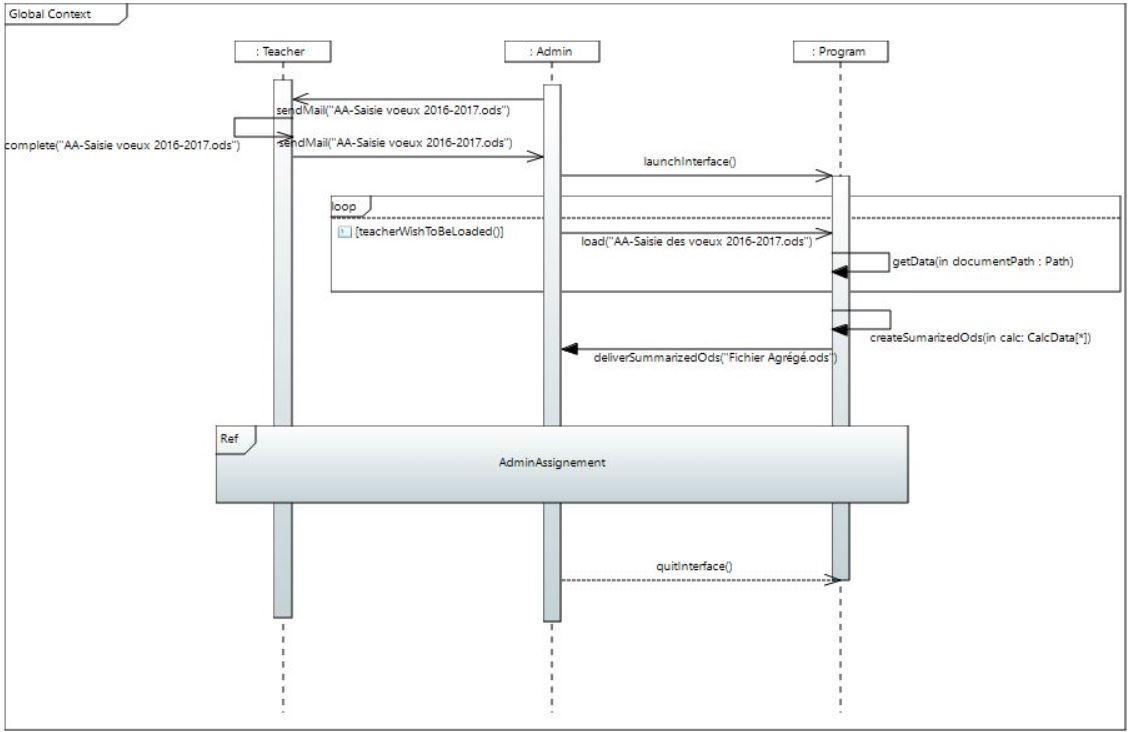 Global Context
: Teacher
: Admin
: Program
sendMail("AA-Saisie voeux 2016-2017.ods")
complete("AA-Saisie voeux 2016-2017.ods")
sendMail("AA-Saisie voeux 2016-2017.ods")
launchInterface()
loop
[teacherWishToBeLoaded()]
load("AA-Saisie des voeux 2016-2017.ods")
getData(in documentPath : Path)
createSumarizedOds(in calc: CalcData[*])
deliverSummarizedOds("Fichier Agrégé.ods")
Ref
AdminAssignement
quitInterface()